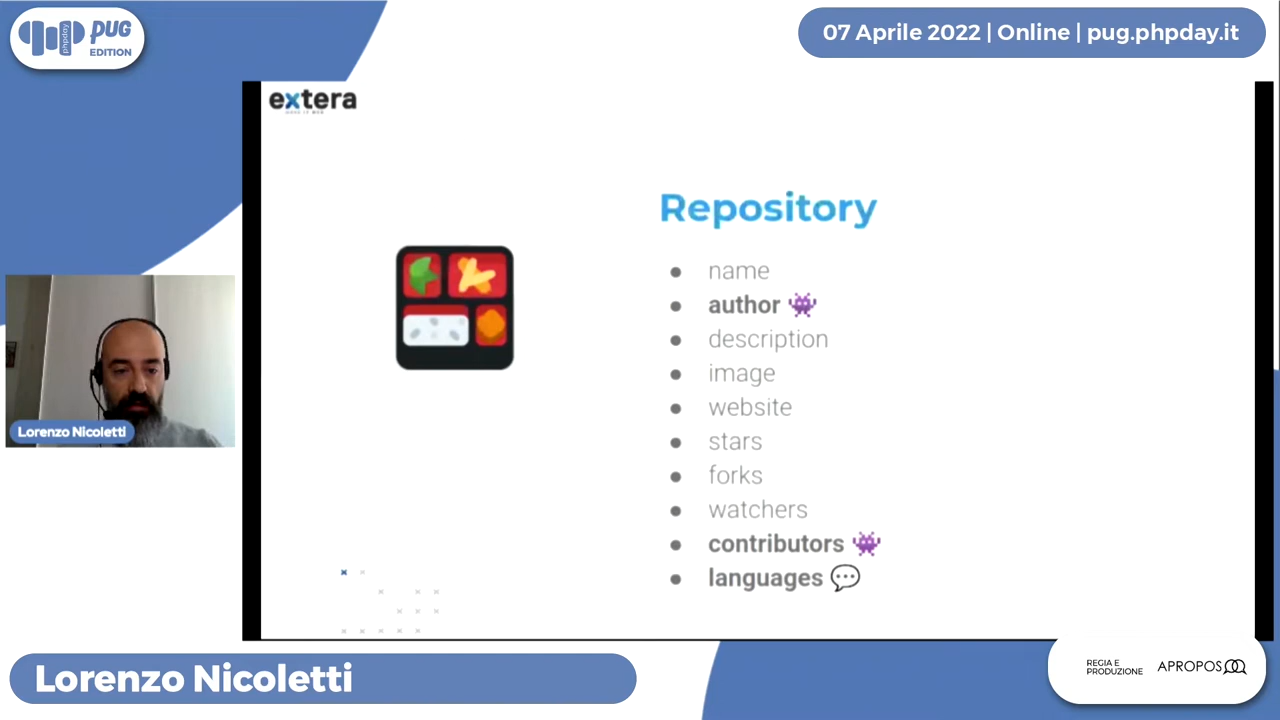 phpday
PUG
EDITION
07 Aprile 2022 | Online | pug.phpday.it
extera
Repository
name
author
description
image
website
stars
forks
watchers
contributors
languages
Lorenzo Nicoletti
Lorenzo Nicoletti
REGIA E
PRODUZIONE
APROPOS